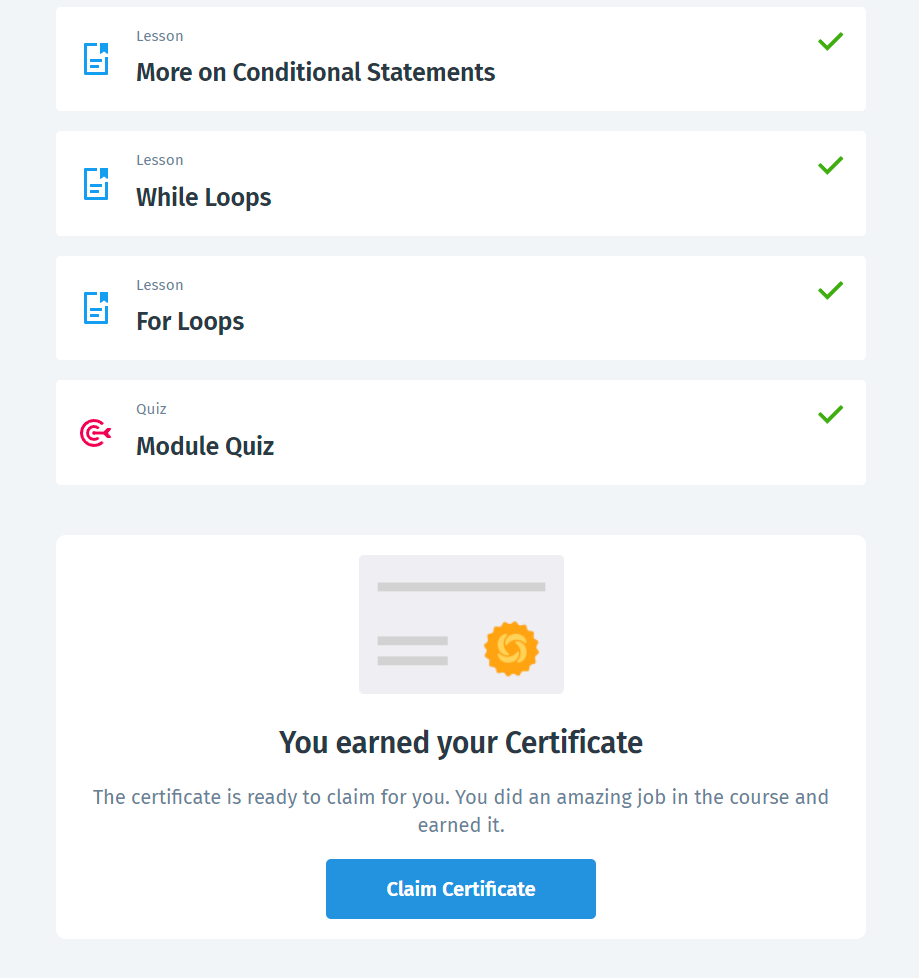 Lesson
More on Conditional Statements
Lesson
While Loops
Lesson
For Loops
Quiz
Module Quiz
You earned your Certificate
The certificate is ready to claim for you. You did an amazing job in the course and
earned it.
Claim Certificate